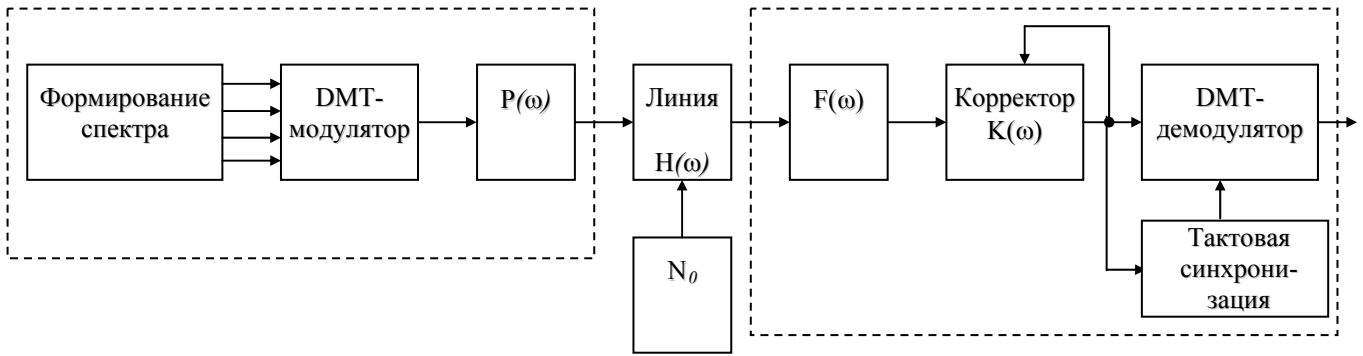 Формирование
спектра
DMT-
модулятор
P(ω)
Линия
H(ω)
N0
F(ω)
Корректор
K(ω)
DMT-
демодулятор
Тактовая
синхрони-
зация